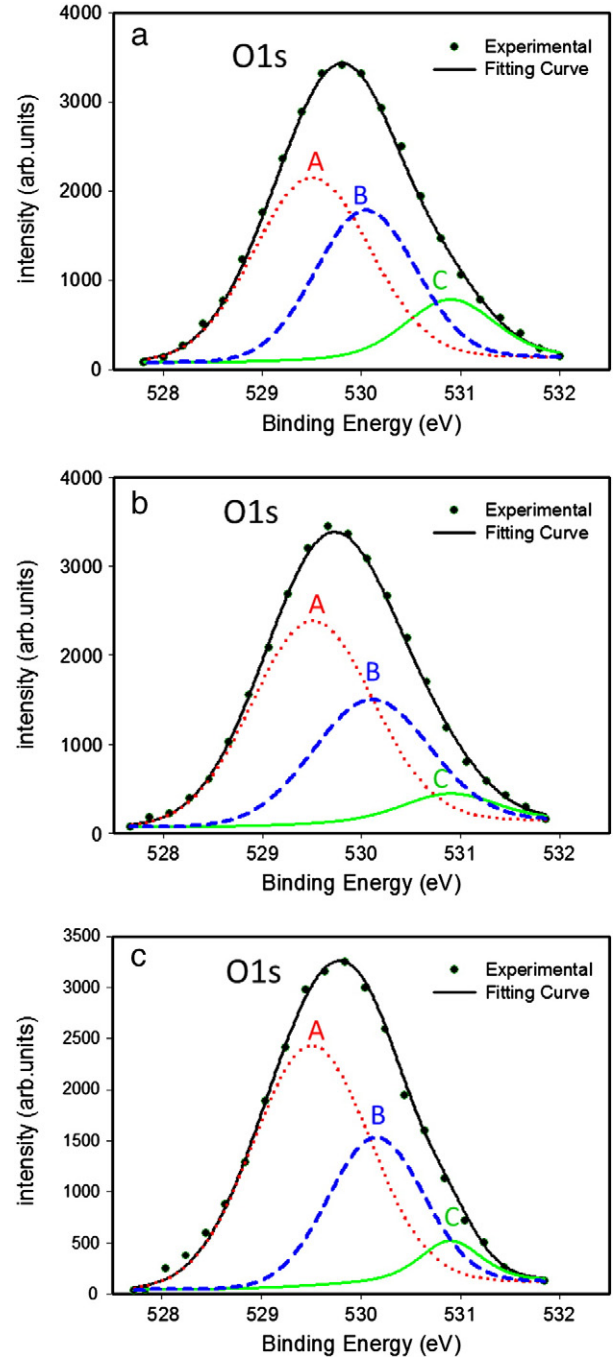 a
O1s
Experimental
Fitting Curve
A
B
C
intensity (arb.units)
4000
3000
2000
1000
0
528 529 530 531 532
Binding Energy (eV)
b
O1s
Experimental
Fitting Curve
A
B
C
intensity (arb.units)
4000
3000
2000
1000
0
528 529 530 531 532
Binding Energy (eV)
c
O1s
Experimental
Fitting Curve
A
B
C
intensity (arb.units)
3500
3000
2500
2000
1500
1000
500
0
528 529 530 531 532
Binding Energy (eV)